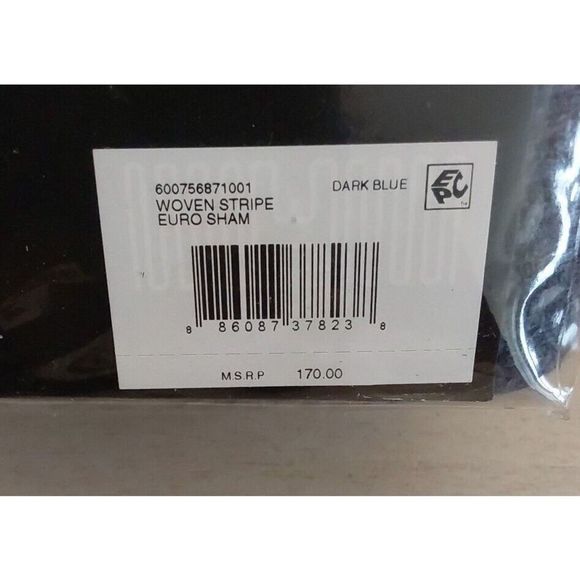 600756871001 DARK BLUE EPC
WOVEN STRIPE
EURO SHAM
8 86087 37823 8
M.S.R.P 170.00